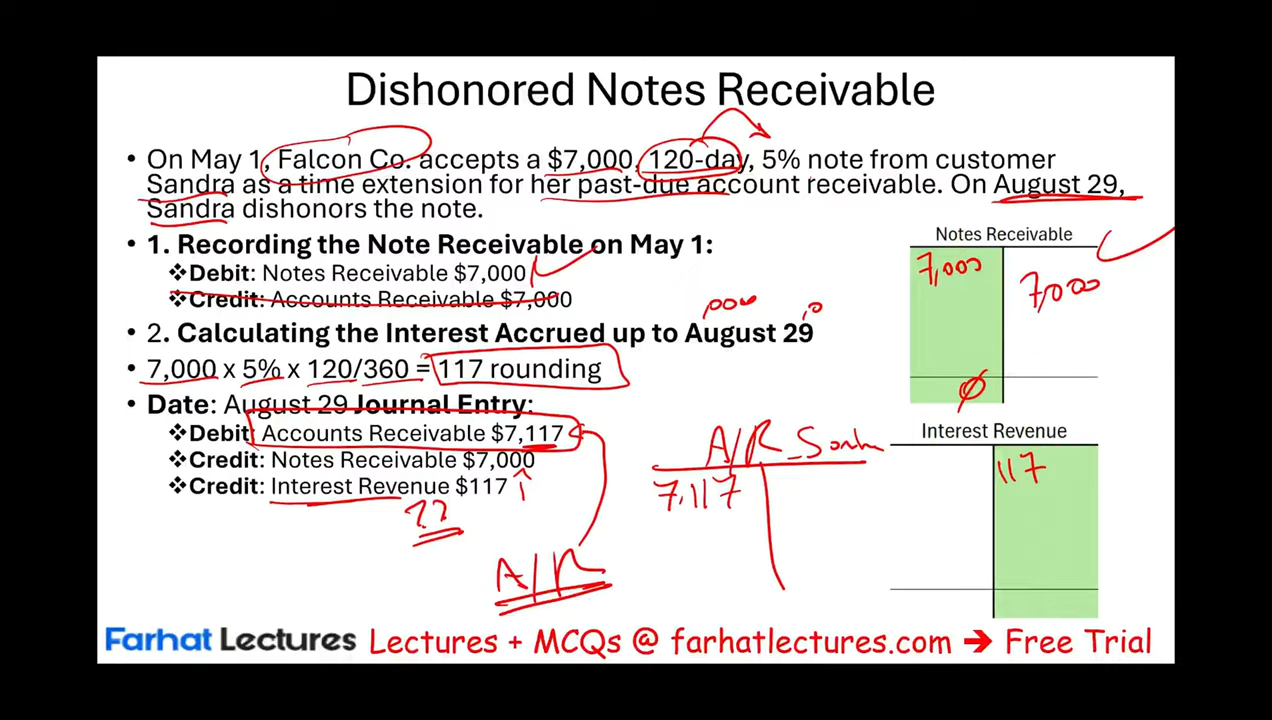 Dishonored Notes Receivable
• On May 1, Falcon Co. accepts a $7,000, 120-day, 5% note from customer
Sandra as a time extension for her past-due account receivable. On August 29,
Sandra dishonors the note.
• 1. Recording the Note Receivable on May 1:
❖Debit: Notes Receivable $7,000
❖Credit: Accounts Receivable $7,000
• 2. Calculating the Interest Accrued up to August 29
• 7,000 x 5% x 120/360 = 117 rounding
• Date: August 29 Journal Entry:
❖Debit: Accounts Receivable $7,117
❖Credit: Notes Receivable $7,000
❖Credit: Interest Revenue $117
??
A/R
A/R
7,117
Notes Receivable
7,000
7,000
Interest Revenue
117
Farhat Lectures Lectures + MCQs @ farhatlectures.com ➔ Free Trial